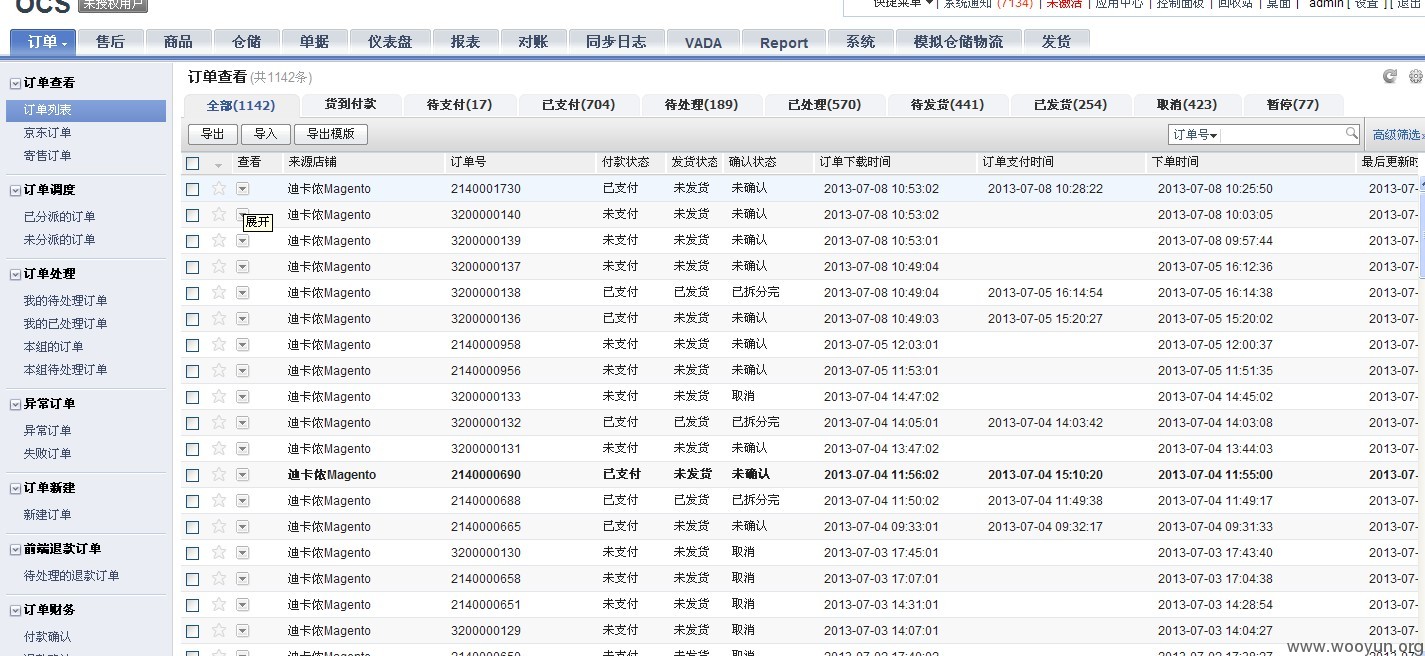 OCS 未授权用户
快捷菜单 系统通知 (7134) | 未激活 | 应用中心 | 控制面板 | 回收站 | 桌面 | admin [ 设置 ] [ 退出
订单 售后 商品 仓储 单据 仪表盘 报表 对账 同步日志 VADA Report 系统 模拟仓储物流 发货
订单查看
订单列表
京东订单
寄售订单
订单调度
已分派的订单
未分派的订单
订单处理
我的待处理订单
我的已处理订单
本组的订单
本组待处理订单
异常订单
异常订单
失败订单
订单新建
新建订单
前端退款订单
待处理的退款订单
订单财务
付款确认
订单查看 (共1142条)
全部(1142) 货到付款 待支付(17) 已支付(704) 待处理(189) 已处理(570) 待发货(441) 已发货(254) 取消(423) 暂停(77)
导出 导入 导出模版 订单号 高级筛选
查看 来源店铺 订单号 付款状态 发货状态 确认状态 订单下载时间 订单支付时间 下单时间 最后更新时
迪卡侬Magento 2140001730 已支付 未发货 未确认 2013-07-08 10:53:02 2013-07-08 10:28:22 2013-07-08 10:25:50 2013-07-
迪卡侬Magento 3200000140 未支付 未发货 未确认 2013-07-08 10:53:02 2013-07-08 10:03:05 2013-07-
展开
迪卡侬Magento 3200000139 未支付 未发货 未确认 2013-07-08 10:53:01 2013-07-08 09:57:44 2013-07-
迪卡侬Magento 3200000137 未支付 未发货 未确认 2013-07-08 10:49:04 2013-07-05 16:12:36 2013-07-
迪卡侬Magento 3200000138 已支付 已发货 已拆分完 2013-07-08 10:49:04 2013-07-05 16:14:54 2013-07-05 16:14:38 2013-07-
迪卡侬Magento 3200000136 已支付 未发货 未确认 2013-07-08 10:49:03 2013-07-05 15:20:27 2013-07-05 15:20:02 2013-07-
迪卡侬Magento 2140000958 未支付 未发货 未确认 2013-07-05 12:03:01 2013-07-05 12:00:37 2013-07-
迪卡侬Magento 2140000956 未支付 未发货 未确认 2013-07-05 11:53:01 2013-07-05 11:51:35 2013-07-
迪卡侬Magento 3200000133 未支付 未发货 取消 2013-07-04 14:47:02 2013-07-04 14:45:02 2013-07-
迪卡侬Magento 3200000132 已支付 已发货 已拆分完 2013-07-04 14:05:01 2013-07-04 14:03:42 2013-07-04 14:03:08 2013-07-
迪卡侬Magento 3200000131 未支付 未发货 未确认 2013-07-04 13:47:02 2013-07-04 13:44:03 2013-07-
迪卡侬Magento 2140000690 已支付 未发货 未确认 2013-07-04 11:56:02 2013-07-04 15:10:20 2013-07-04 11:55:00 2013-07-
迪卡侬Magento 2140000688 已支付 已发货 已拆分完 2013-07-04 11:50:02 2013-07-04 11:49:38 2013-07-04 11:49:17 2013-07-
迪卡侬Magento 2140000665 已支付 未发货 未确认 2013-07-04 09:33:01 2013-07-04 09:32:17 2013-07-04 09:31:33 2013-07-
迪卡侬Magento 3200000130 未支付 未发货 取消 2013-07-03 17:45:01 2013-07-03 17:43:40 2013-07-
迪卡侬Magento 2140000658 未支付 未发货 取消 2013-07-03 17:07:01 2013-07-03 17:04:38 2013-07-
迪卡侬Magento 2140000651 未支付 未发货 取消 2013-07-03 14:31:01 2013-07-03 14:28:54 2013-07-
迪卡侬Magento 3200000129 未支付 未发货 取消 2013-07-03 14:07:01 2013-07-03 14:04:27 2013-07-
www.wooyun.org